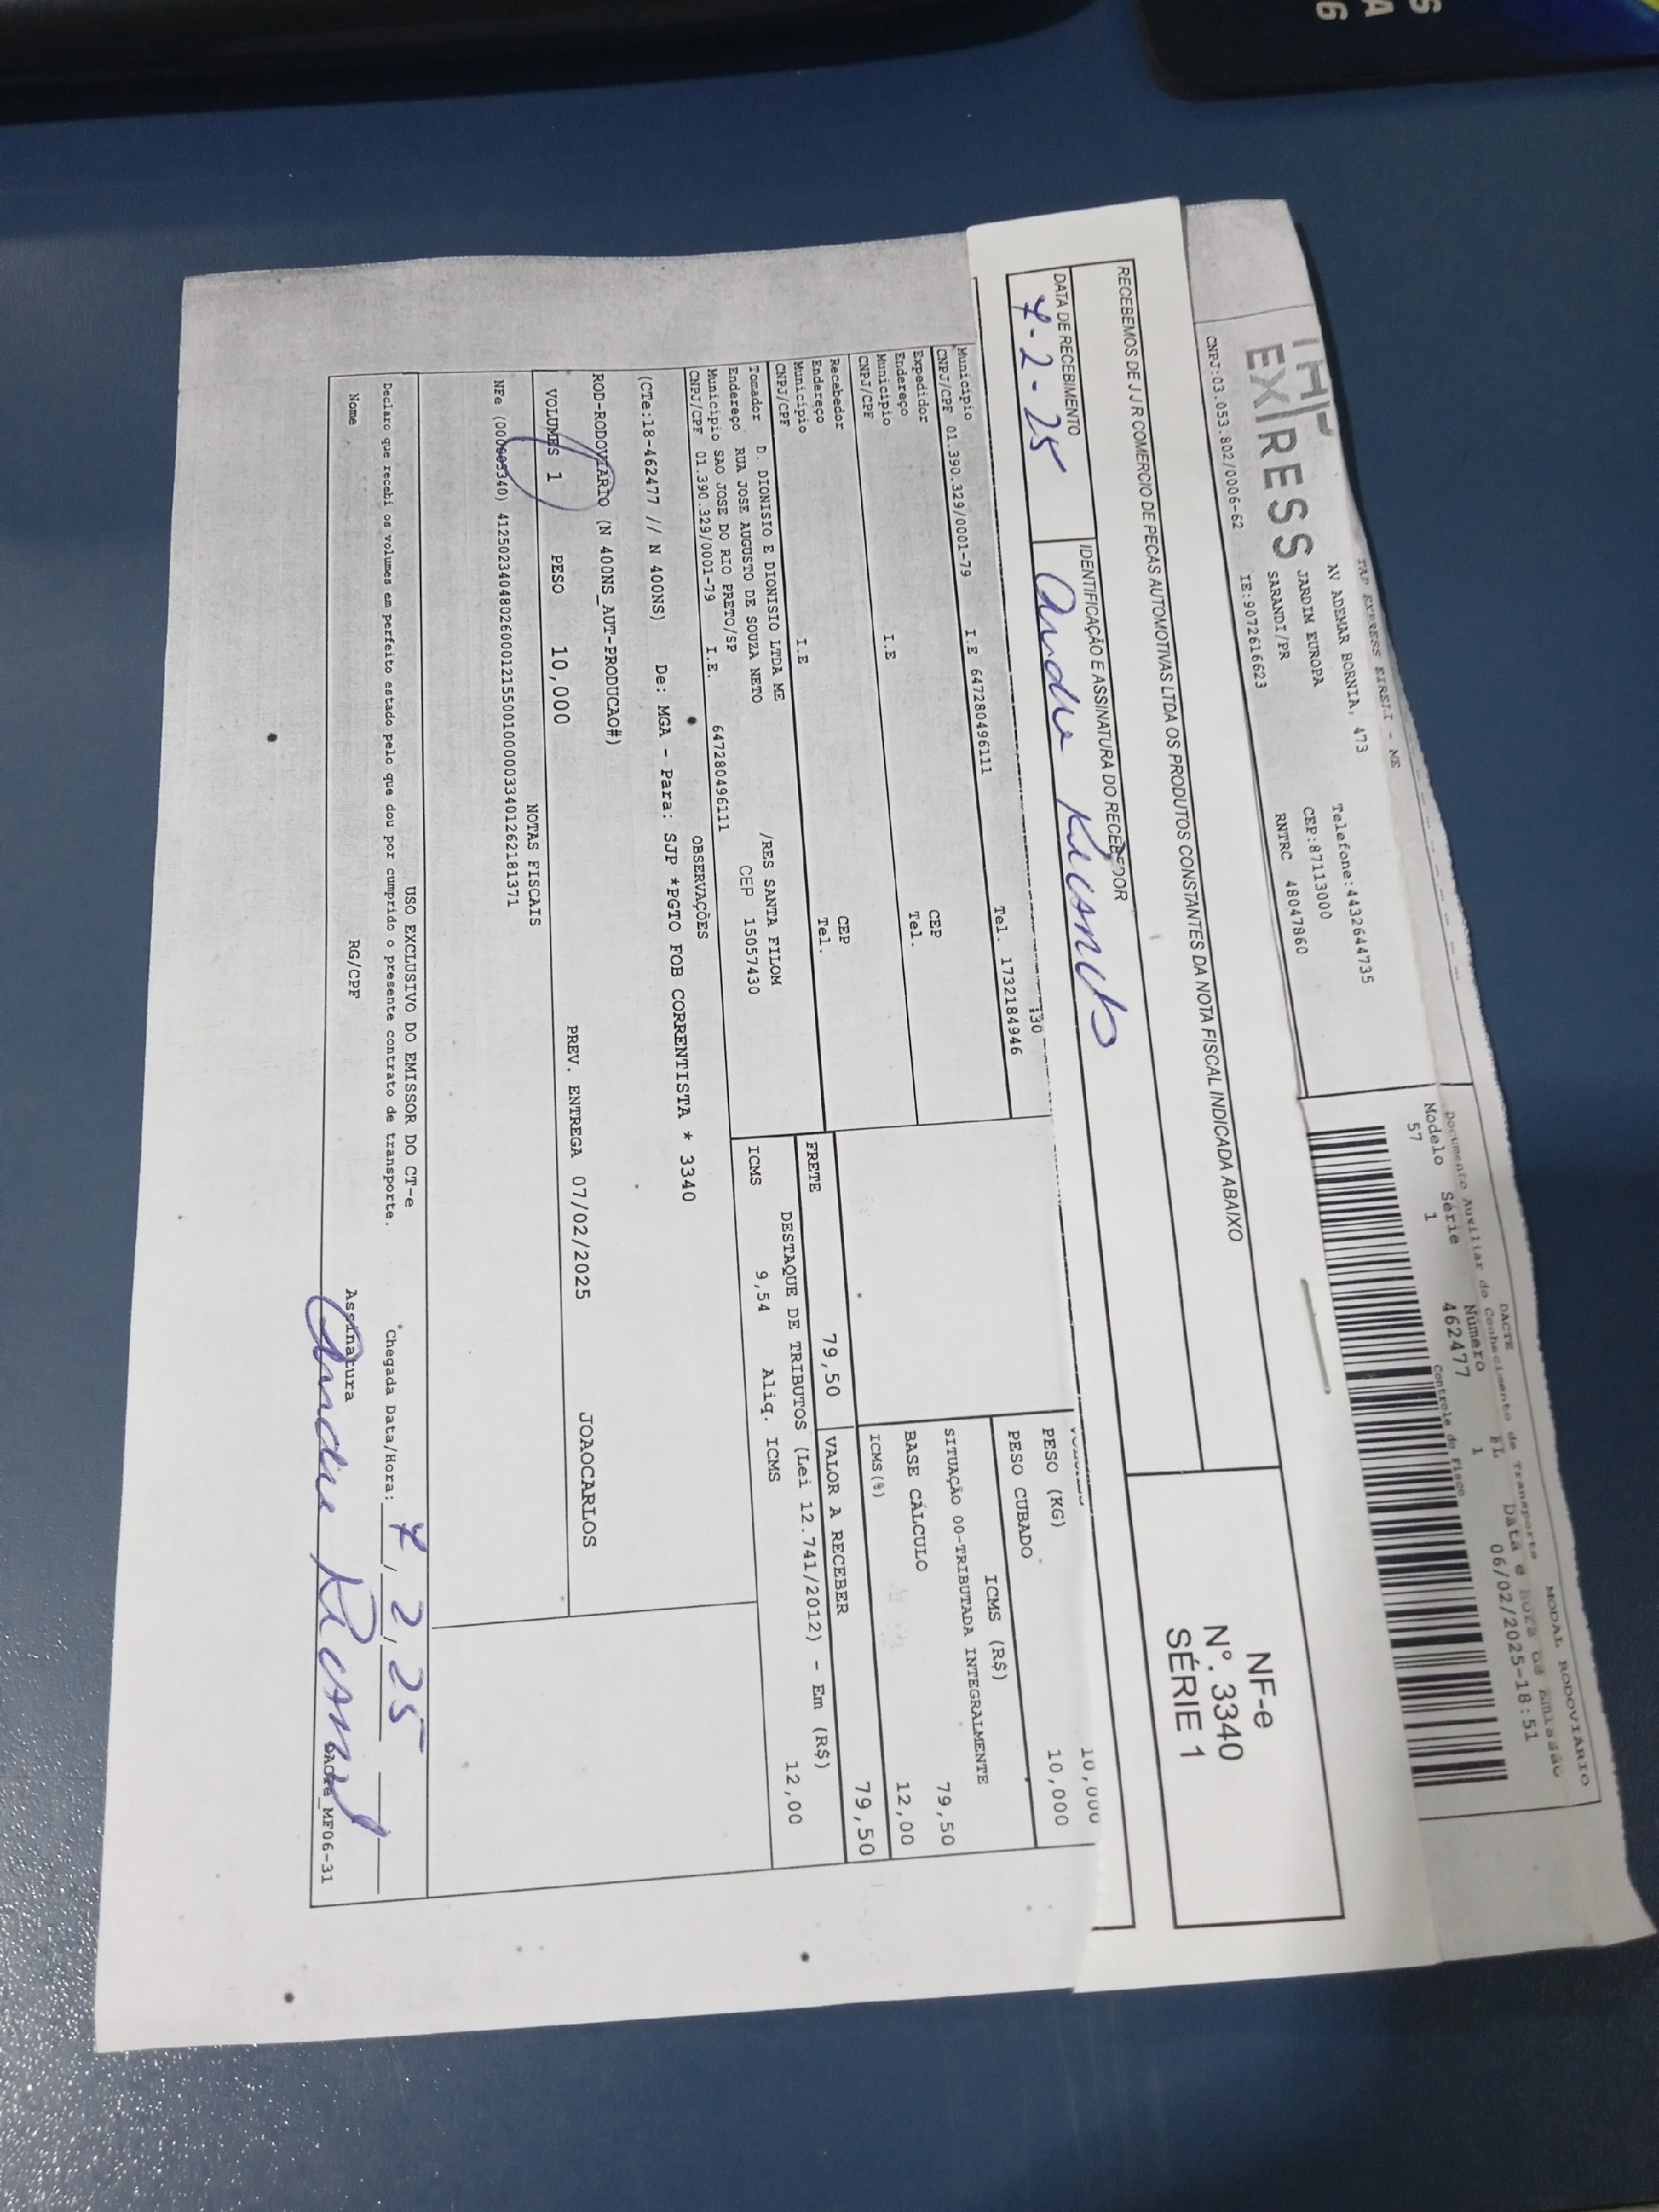 MODAL RODOVIÁRIO
DACTE
Documento Auxiliar do Conhecimento de Transporte
Modelo Série Número FL Data e Hora de Emissão
57 1 462477 1 06/02/2025-18:51
Controle do Fisco
TAP EXPRESS EIRELI - ME
AV ADEMAR BORNIA, 473 Telefone:4432644735
JARDIM EUROPA CEP:87113000
EXPRESS SARANDI/PR RNTRC 48047860
CNPJ:03.053.802/0006-62 IE:9072616623
RECEBEMOS DE J J R COMERCIO DE PECAS AUTOMOTIVAS LTDA OS PRODUTOS CONSTANTES DA NOTA FISCAL INDICADA ABAIXO
NF-e
Nº. 3340
SÉRIE 1
DATA DE RECEBIMENTO IDENTIFICAÇÃO E ASSINATURA DO RECEBEDOR
7-2-25
Município Tel. 1732184946
CNPJ/CPF 01.390.329/0001-79 I.E 647280496111
Expedidor CEP
Endereço Tel.
Município
CNPJ/CPF I.E
Recebedor CEP
Endereço Tel.
Município
CNPJ/CPF I.E
Tomador D. DIONISIO E DIONISIO LTDA ME
Endereço RUA JOSE AUGUSTO DE SOUZA NETO /RES SANTA FILOM
Município SAO JOSE DO RIO PRETO/SP CEP 15057430
CNPJ/CPF 01.390.329/0001-79 I.E. 647280496111
10,000
PESO (KG) 10,000
PESO CUBADO
ICMS (R$)
SITUAÇÃO 00-TRIBUTADA INTEGRALMENTE
BASE CÁLCULO 79,50
ICMS(%) 12,00
FRETE 79,50 VALOR A RECEBER 79,50
DESTAQUE DE TRIBUTOS (Lei 12.741/2012) - Em (R$)
ICMS 9,54 Aliq. ICMS 12,00
OBSERVAÇÕES
(CTe:18-462477 // N 400NS) De: MGA - Para: SJP *PGTO FOB CORRENTISTA * 3340
ROD-RODOVIARIO (N 400NS_AUT-PRODUCAO#)
VOLUMES 1 PESO 10,000 PREV. ENTREGA 07/02/2025 JOAOCARLOS
NOTAS FISCAIS
NFe (000003340) 41250234048026000121550010000033401262181371
USO EXCLUSIVO DO EMISSOR DO CT-e
Declaro que recebi os volumes em perfeito estado pelo que dou por cumprido o presente contrato de transporte. Chegada Data/Hora: 7/2/25
Nome RG/CPF Assinatura
MF06-31